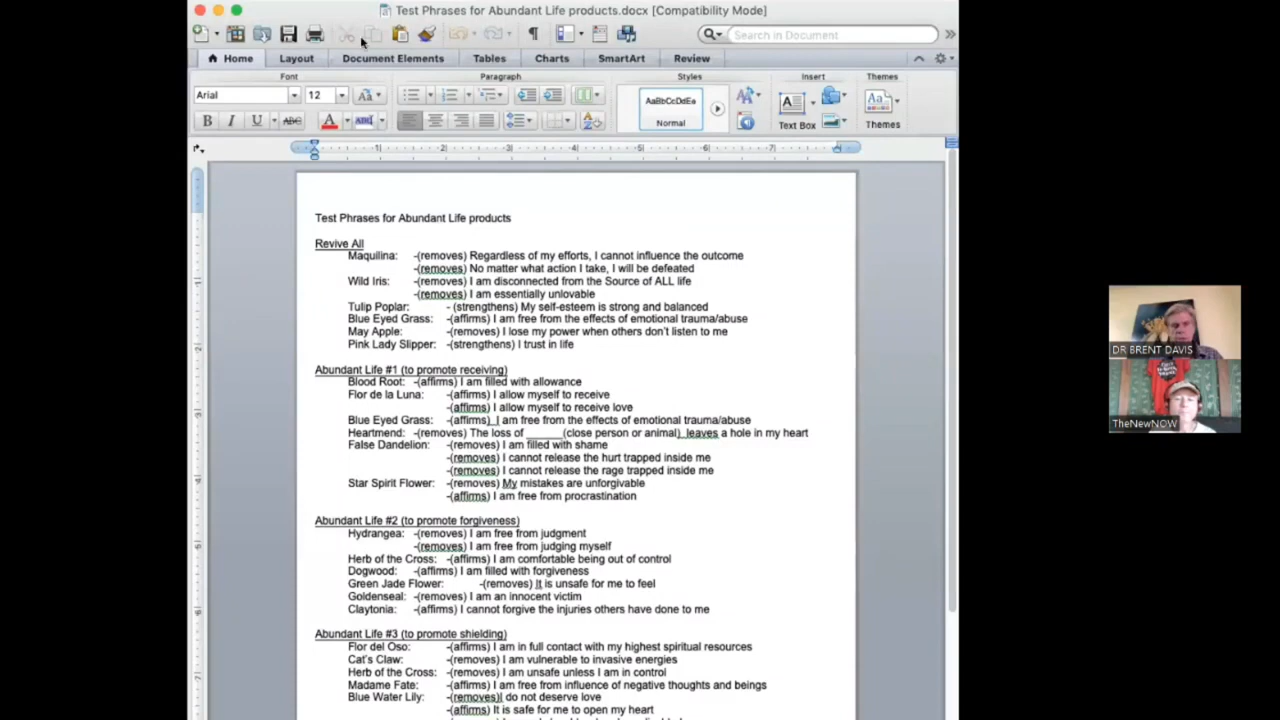 Test Phrases for Abundant Life products.docx [Compatibility Mode]
Search in Document
Home Layout Document Elements Tables Charts SmartArt Review
Font Paragraph Styles Insert Themes
Arial 12 Aa
AaBbCcDdEe
Normal
Text Box
Themes
B I U ABC A ABC
Test Phrases for Abundant Life products
Revive All
Maquilina: -(removes) Regardless of my efforts, I cannot influence the outcome
-(removes) No matter what action I take, I will be defeated
Wild Iris: -(removes) I am disconnected from the Source of ALL life
-(removes) I am essentially unlovable
Tulip Poplar: - (strengthens) My self-esteem is strong and balanced
Blue Eyed Grass: -(affirms) I am free from the effects of emotional trauma/abuse
May Apple: -(removes) I lose my power when others don't listen to me
Pink Lady Slipper: -(strengthens) I trust in life
Abundant Life #1 (to promote receiving)
Blood Root: -(affirms) I am filled with allowance
Flor de la Luna: -(affirms) I allow myself to receive
-(affirms) I allow myself to receive love
Blue Eyed Grass: -(affirms) I am free from the effects of emotional trauma/abuse
Heartmend: -(removes) The loss of ______(close person or animal) leaves a hole in my heart
False Dandelion: -(removes) I am filled with shame
-(removes) I cannot release the hurt trapped inside me
-(removes) I cannot release the rage trapped inside me
Star Spirit Flower: -(removes) My mistakes are unforgivable
-(affirms) I am free from procrastination
Abundant Life #2 (to promote forgiveness)
Hydrangea: -(removes) I am free from judgment
-(removes) I am free from judging myself
Herb of the Cross: -(affirms) I am comfortable being out of control
Dogwood: -(affirms) I am filled with forgiveness
Green Jade Flower: -(removes) It is unsafe for me to feel
Goldenseal: -(removes) I am an innocent victim
Claytonia: -(affirms) I cannot forgive the injuries others have done to me
Abundant Life #3 (to promote shielding)
Flor del Oso: -(affirms) I am in full contact with my highest spiritual resources
Cat's Claw: -(removes) I am vulnerable to invasive energies
Herb of the Cross: -(removes) I am unsafe unless I am in control
Madame Fate: -(affirms) I am free from influence of negative thoughts and beings
Blue Water Lily: -(removes)I do not deserve love
-(affirms) It is safe for me to open my heart
DR BRENT DAVIS
TheNewNOW